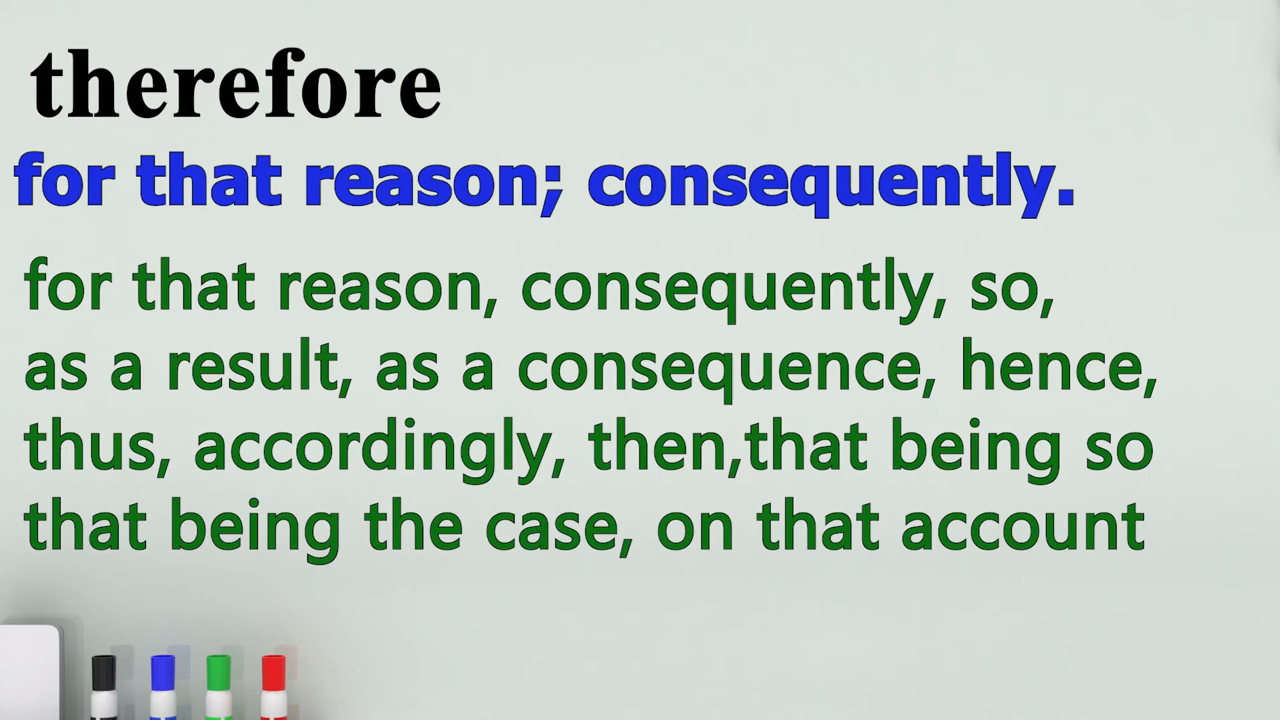 therefore
for that reason; consequently.
for that reason, consequently, so,
as a result, as a consequence, hence,
thus, accordingly, then,that being so
that being the case, on that account